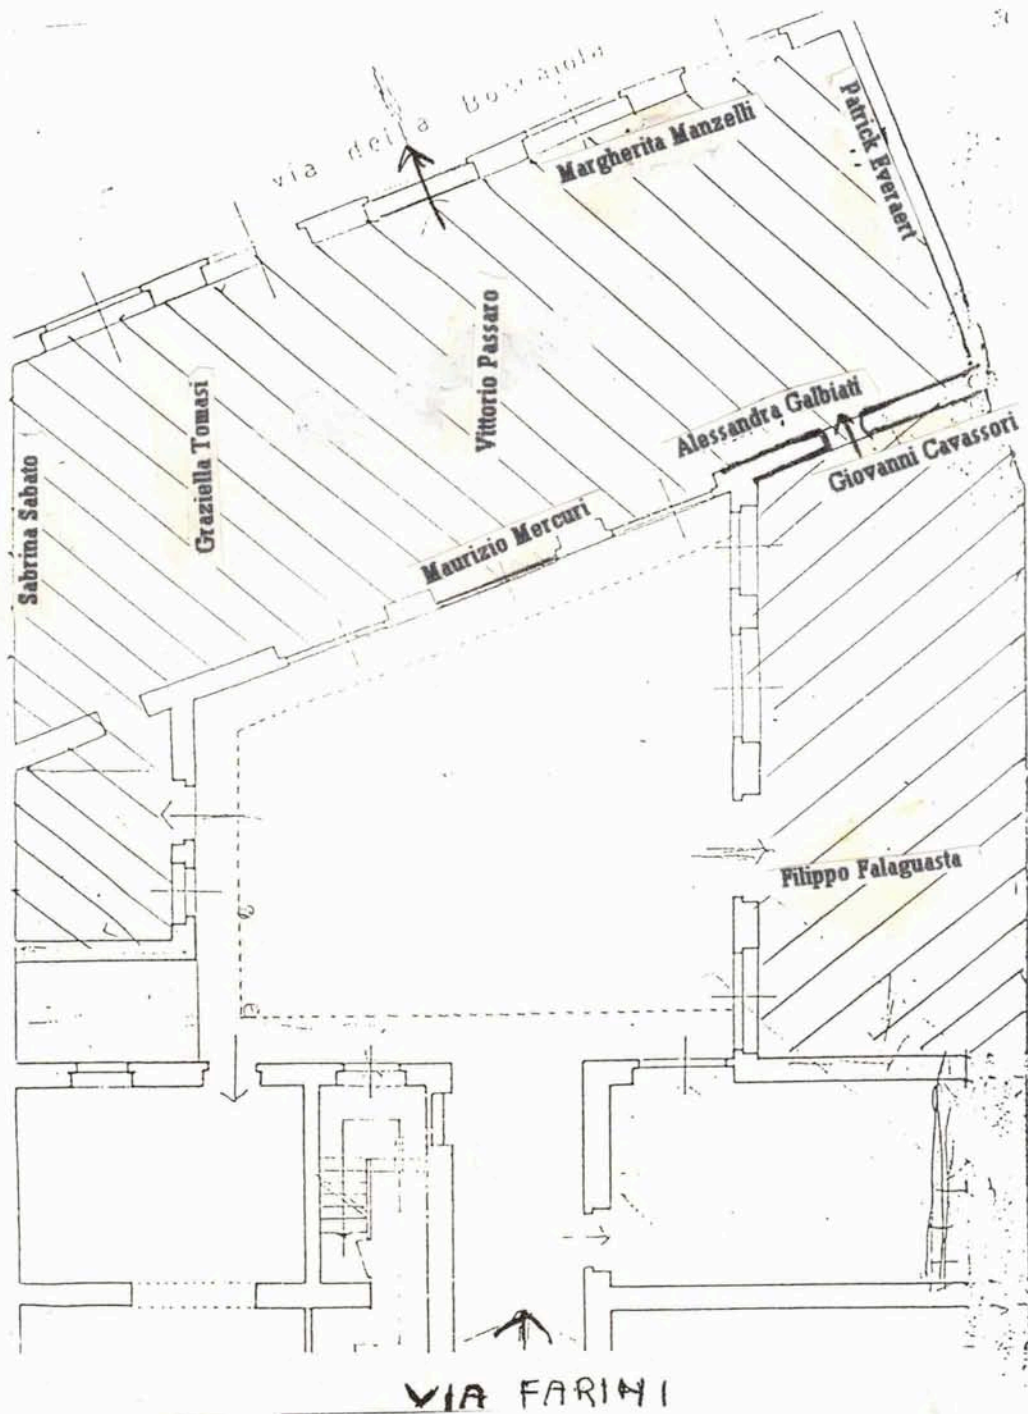 via della Boscaiola
Margherita Manzelli
Patrick Everaert
Vittorio Passaro
Graziella Tomasi
Sabrina Sabato
Alessandra Galbiati
Giovanni Cavassori
Maurizio Mercuri
Filippo Falaguasta
VIA FARINI